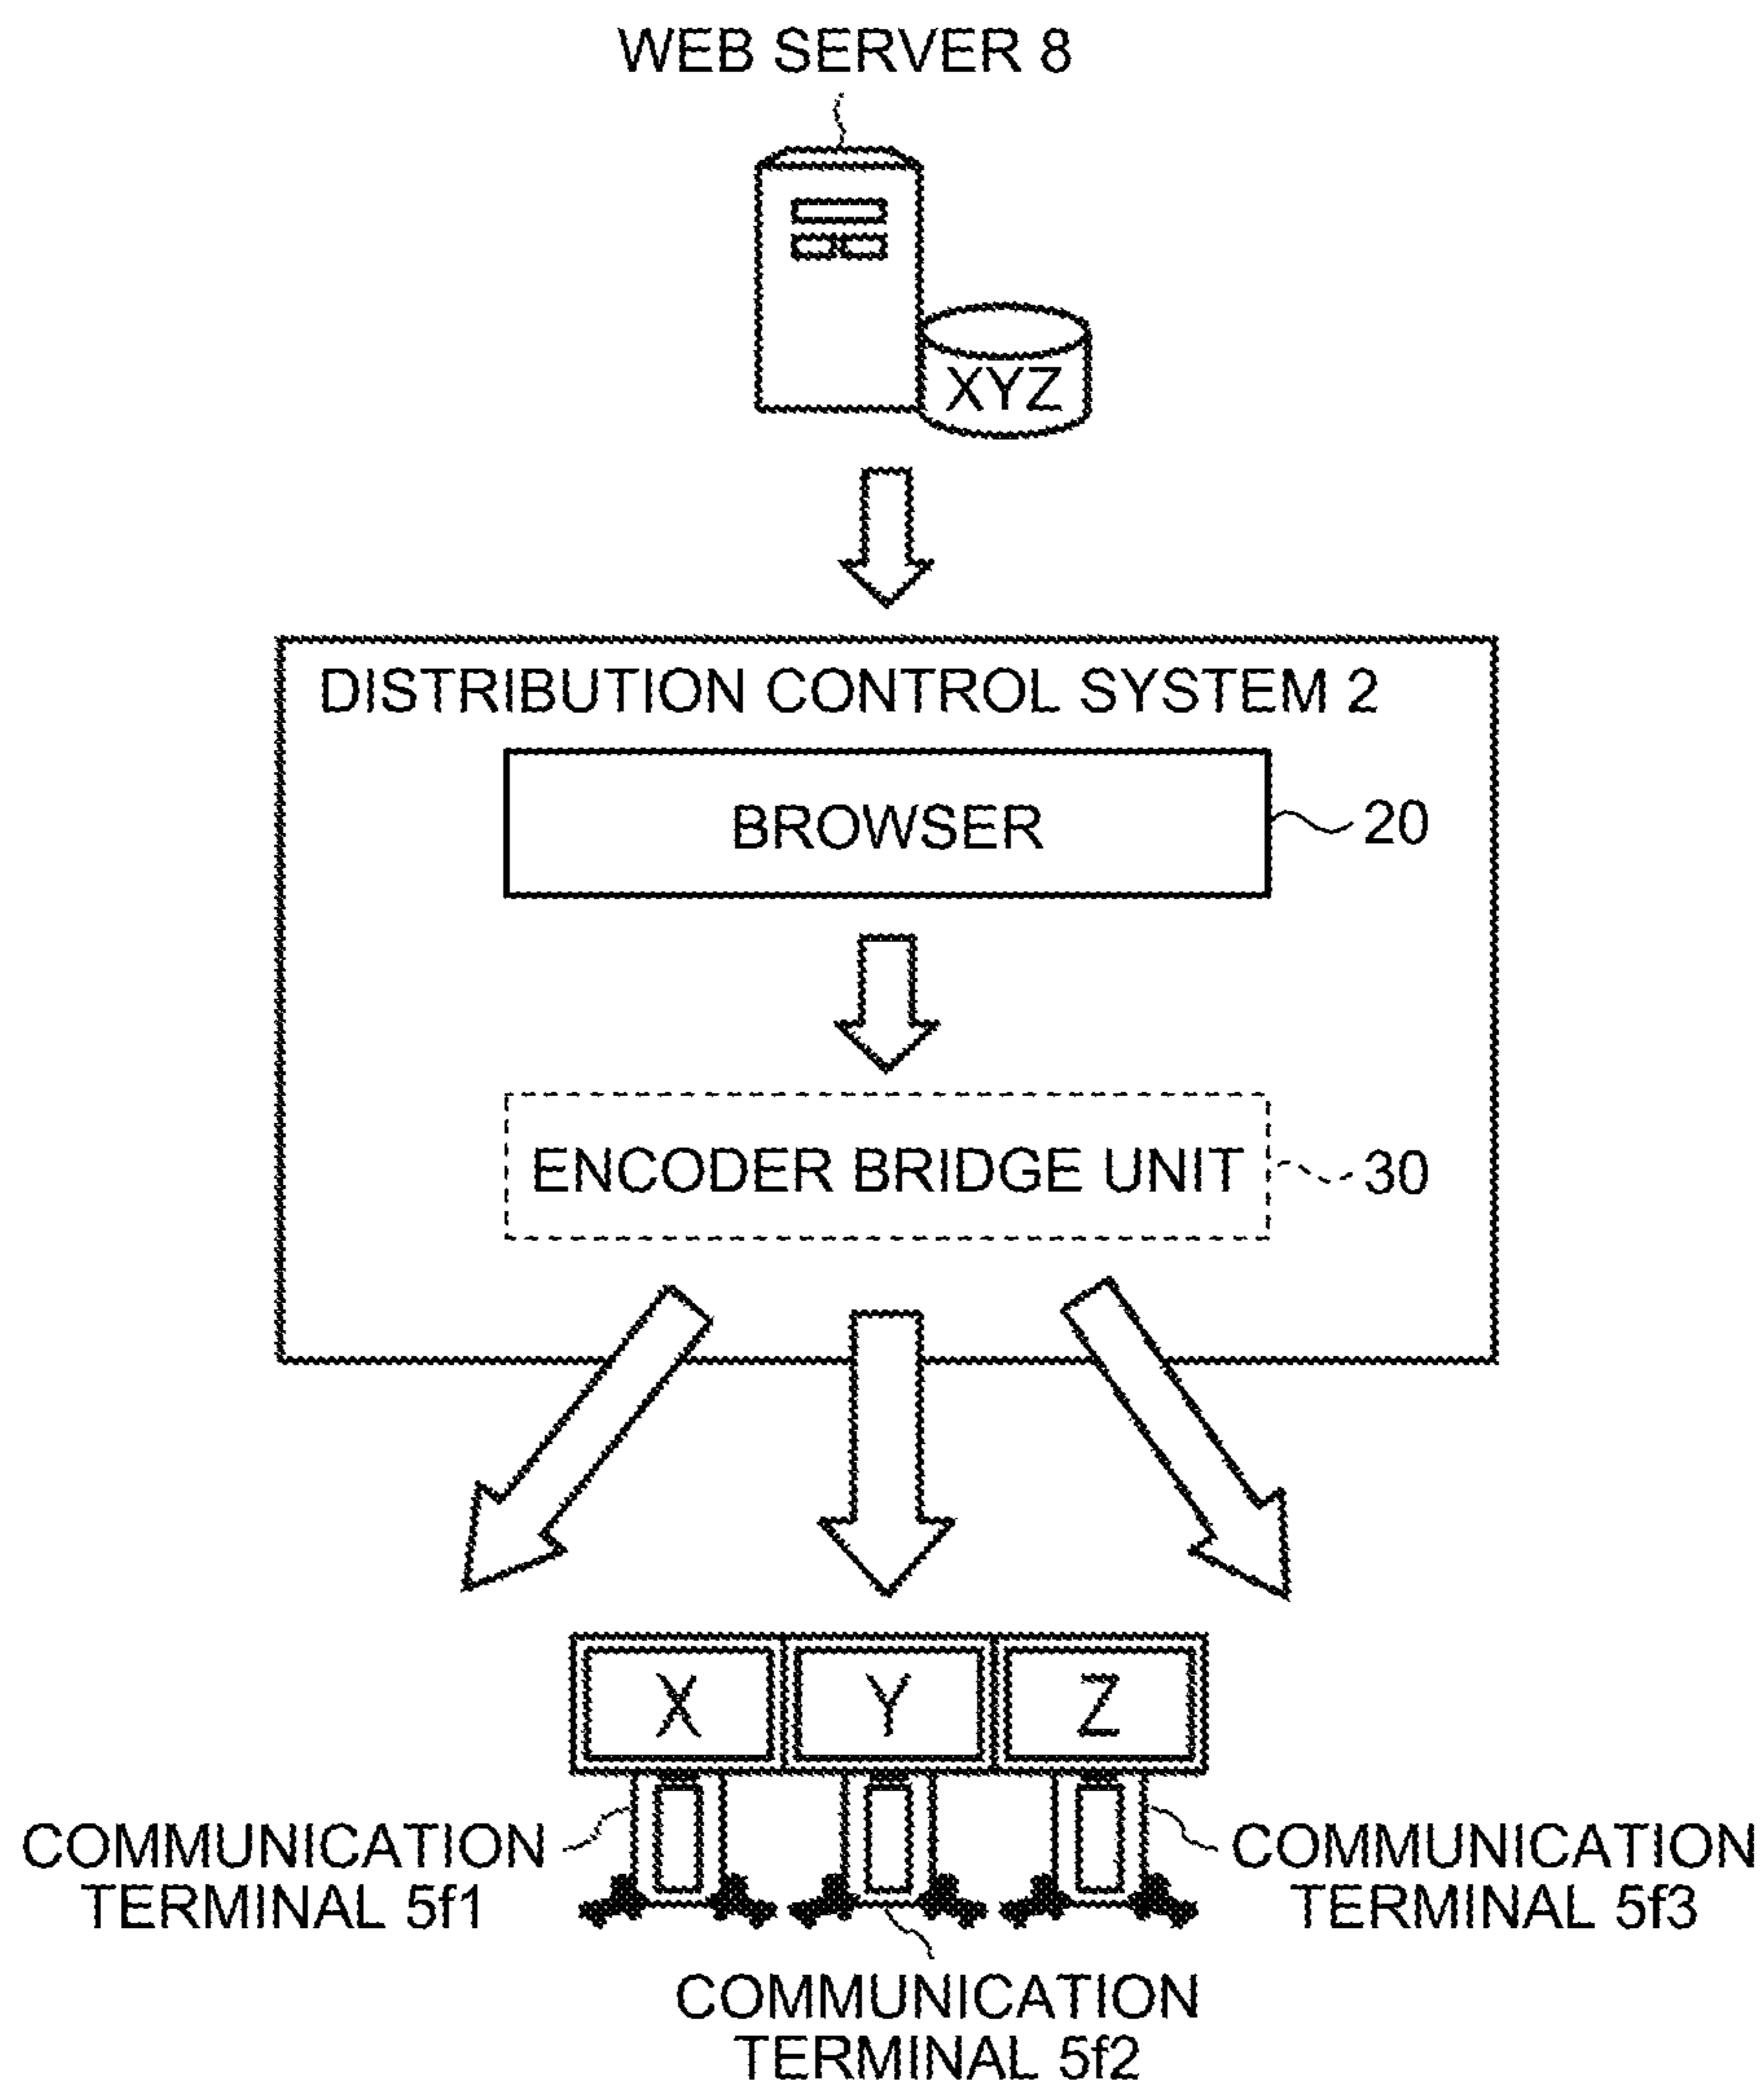 WEB SERVER 8
XYZ
DISTRIBUTION CONTROL SYSTEM 2
BROWSER
20
ENCODER BRIDGE UNIT
30
X
Y
Z
COMMUNICATION
TERMINAL 5f1
COMMUNICATION
TERMINAL 5f3
COMMUNICATION
TERMINAL 5f2